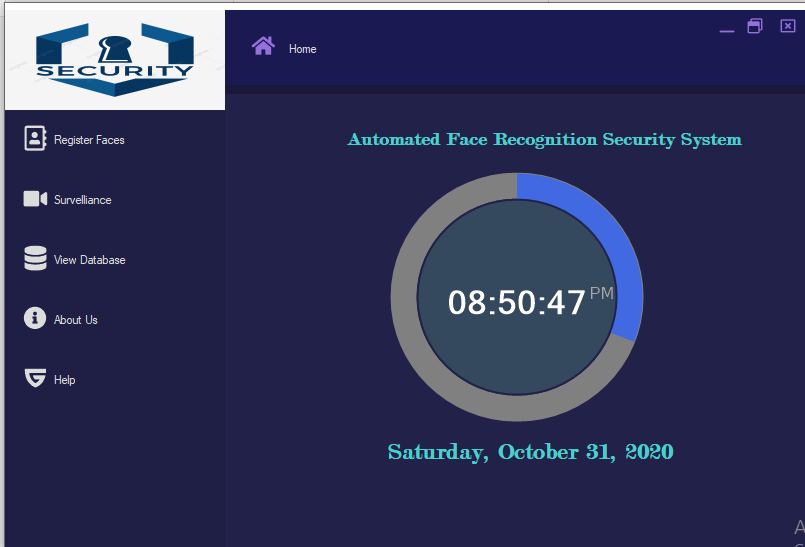 SECURITY
Home
Register Faces
Survelliance
View Database
About Us
Help
Automated Face Recognition Security System
08:50:47 PM
Saturday, October 31, 2020